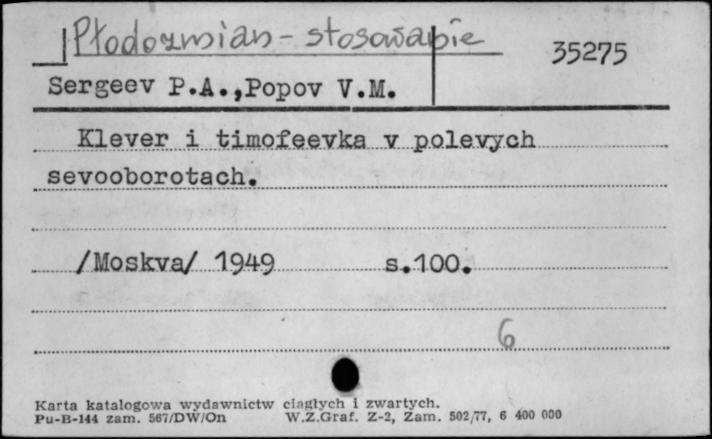 Płodozmian - stosowanie
35275
Sergeev P.A.,Popov V.M.
Klever i timofeevka v polevych
sevooborotach.
/Moskva/ 1949 s.100.
6
Karta katalogowa wydawnictw ciągłych i zwartych.
Pu-B-144 zam. 567/DW/On W.Z.Graf. Z-2, Zam. 502/77, 6 400 000